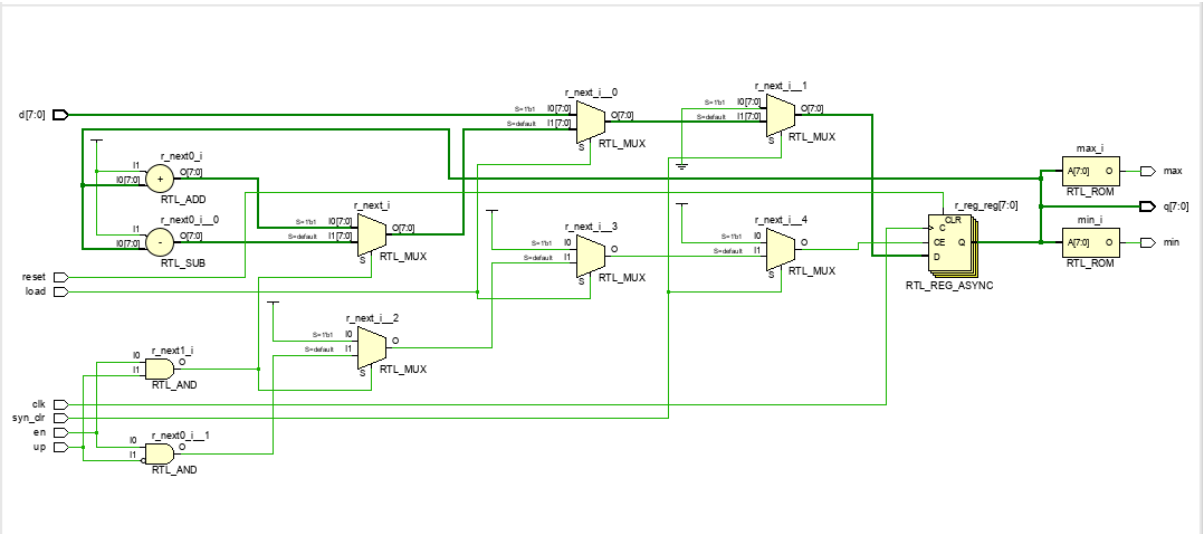 r_next_i__1
r_next_i__0
S=1'b1 I0[7:0]
O[7:0]
S=default I1[7:0]
S
RTL_MUX
d[7:0]
S=1'b1 I0[7:0]
O[7:0]
S=default I1[7:0]
S
RTL_MUX
max_i
A[7:0] O
RTL_ROM
max
r_next0_i
I1
I0[7:0]
+
O[7:0]
RTL_ADD
r_next_i
S=1'b1 I0[7:0]
O[7:0]
S=default I1[7:0]
S
RTL_MUX
r_next0_i__0
I1
I0[7:0]
-
O[7:0]
RTL_SUB
r_reg_reg[7:0]
CLR
C
CE Q
D
RTL_REG_ASYNC
q[7:0]
min_i
A[7:0] O
RTL_ROM
min
r_next_i__3
S=1'b1 I0
O
S=default I1
S
RTL_MUX
r_next_i__4
S=1'b1 I0
O
S=default I1
S
RTL_MUX
reset
load
r_next_i__2
S=1'b1 I0
O
S=default I1
S
RTL_MUX
r_next1_i
I0
O
I1
RTL_AND
clk
syn_clr
en
up
r_next0_i__1
I0
O
I1
RTL_AND